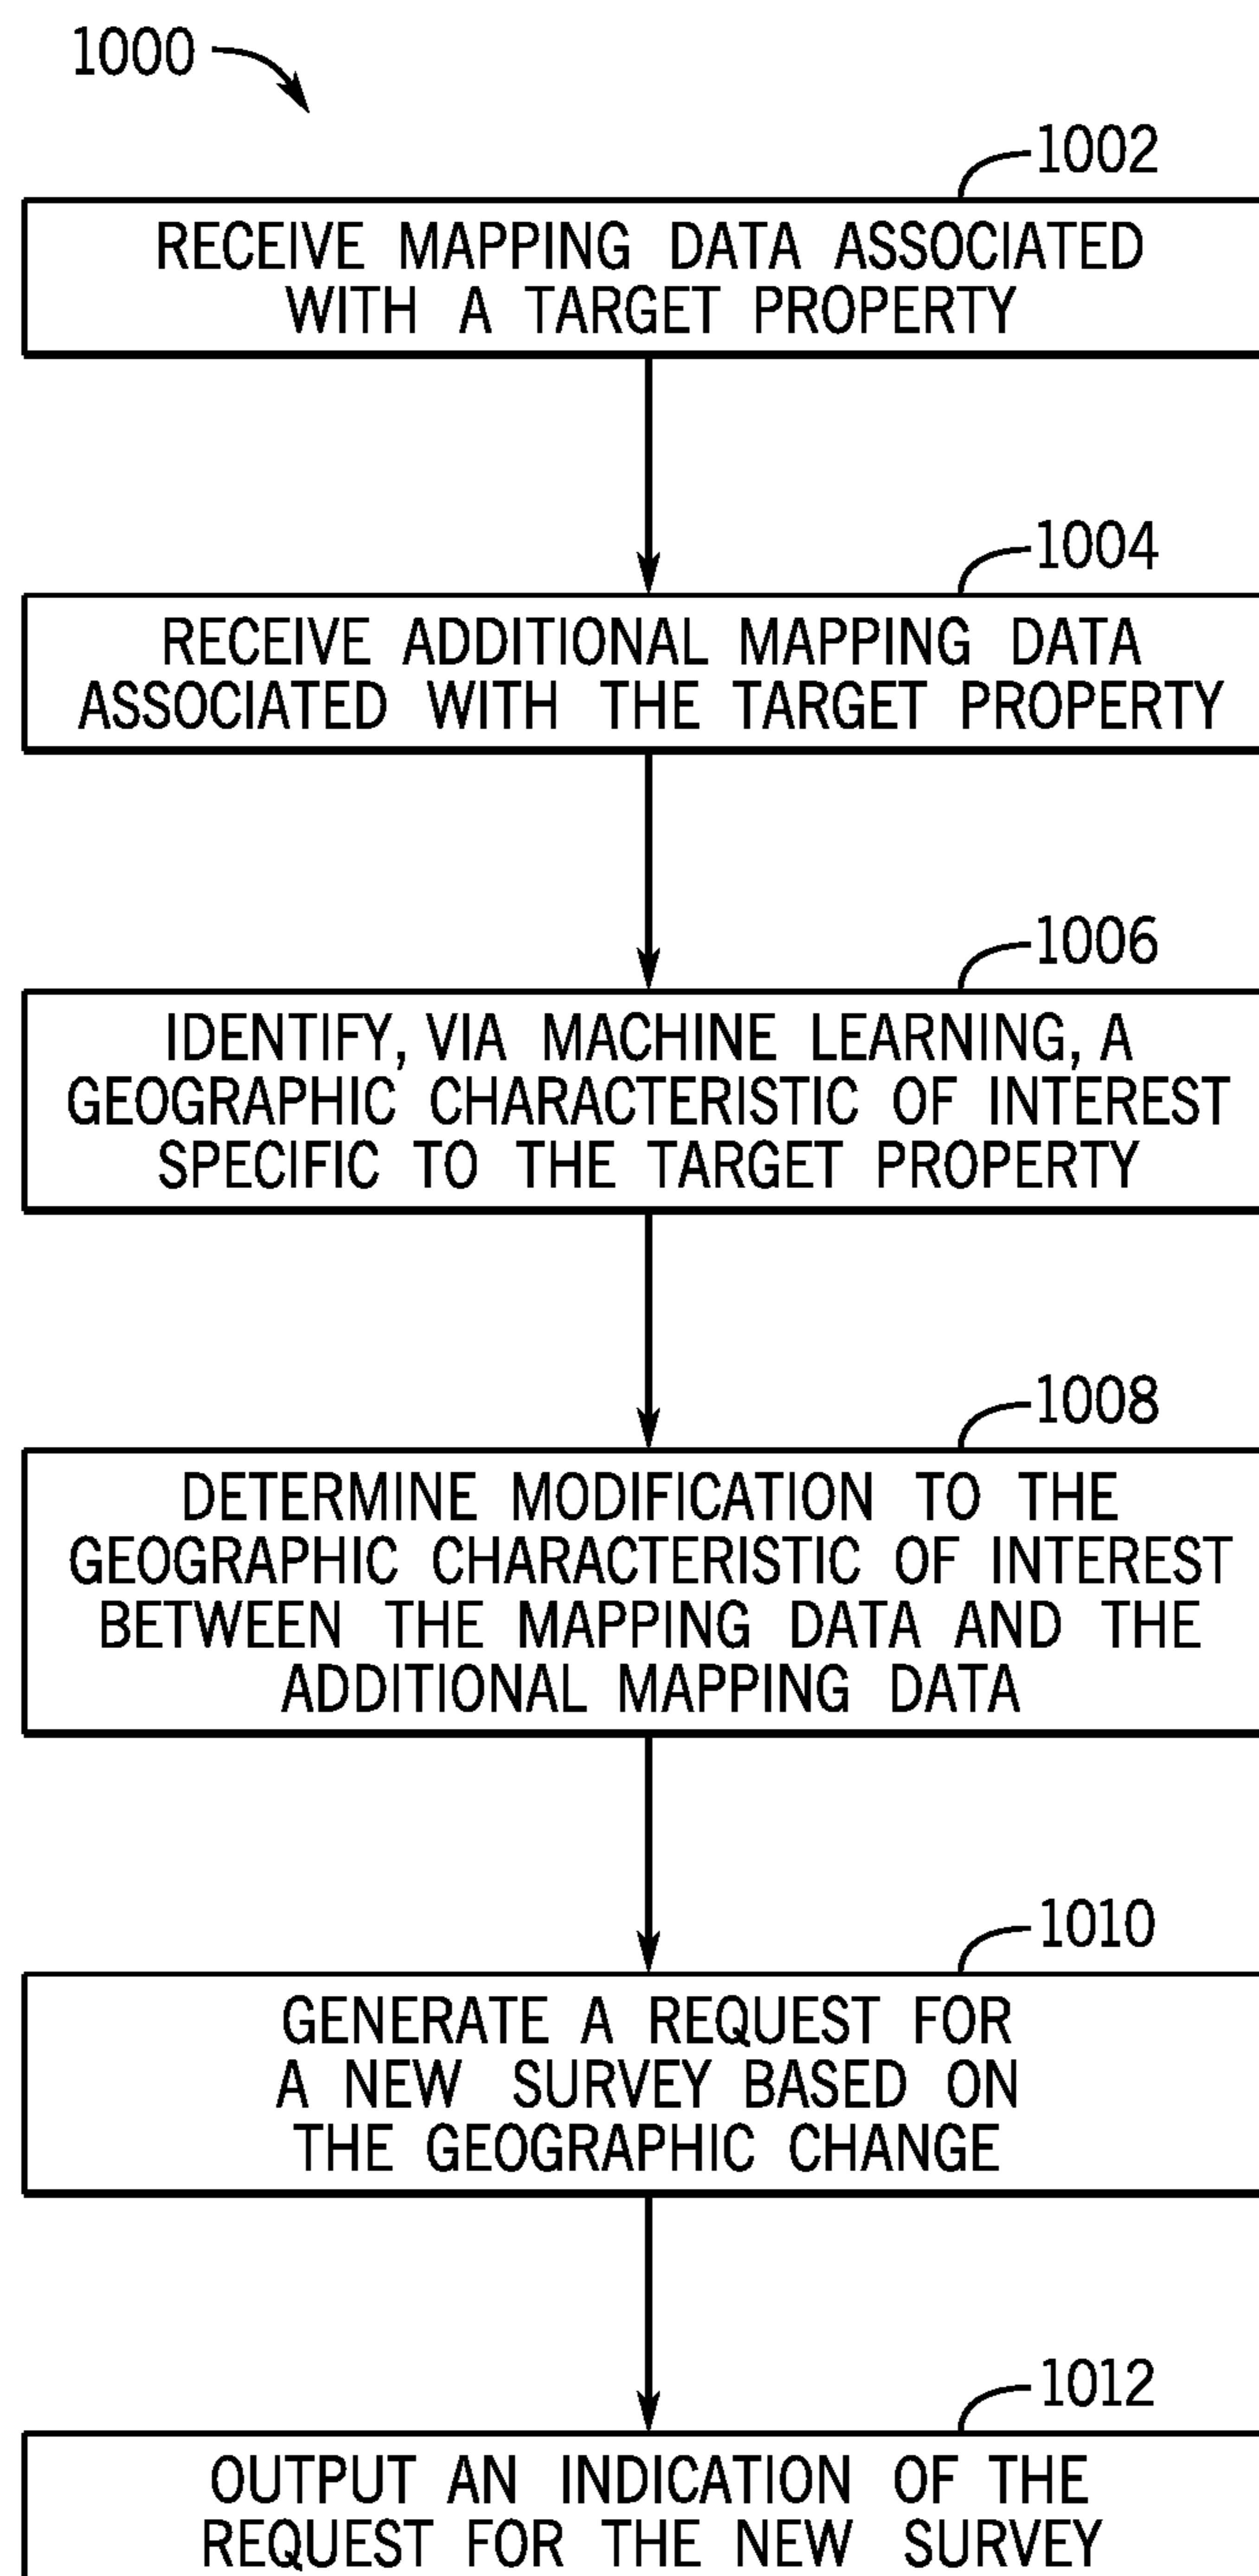 1000
1002
RECEIVE MAPPING DATA ASSOCIATED
WITH A TARGET PROPERTY
1004
RECEIVE ADDITIONAL MAPPING DATA
ASSOCIATED WITH THE TARGET PROPERTY
1006
IDENTIFY, VIA MACHINE LEARNING, A
GEOGRAPHIC CHARACTERISTIC OF INTEREST
SPECIFIC TO THE TARGET PROPERTY
1008
DETERMINE MODIFICATION TO THE
GEOGRAPHIC CHARACTERISTIC OF INTEREST
BETWEEN THE MAPPING DATA AND THE
ADDITIONAL MAPPING DATA
1010
GENERATE A REQUEST FOR
A NEW SURVEY BASED ON
THE GEOGRAPHIC CHANGE
1012
OUTPUT AN INDICATION OF THE
REQUEST FOR THE NEW SURVEY